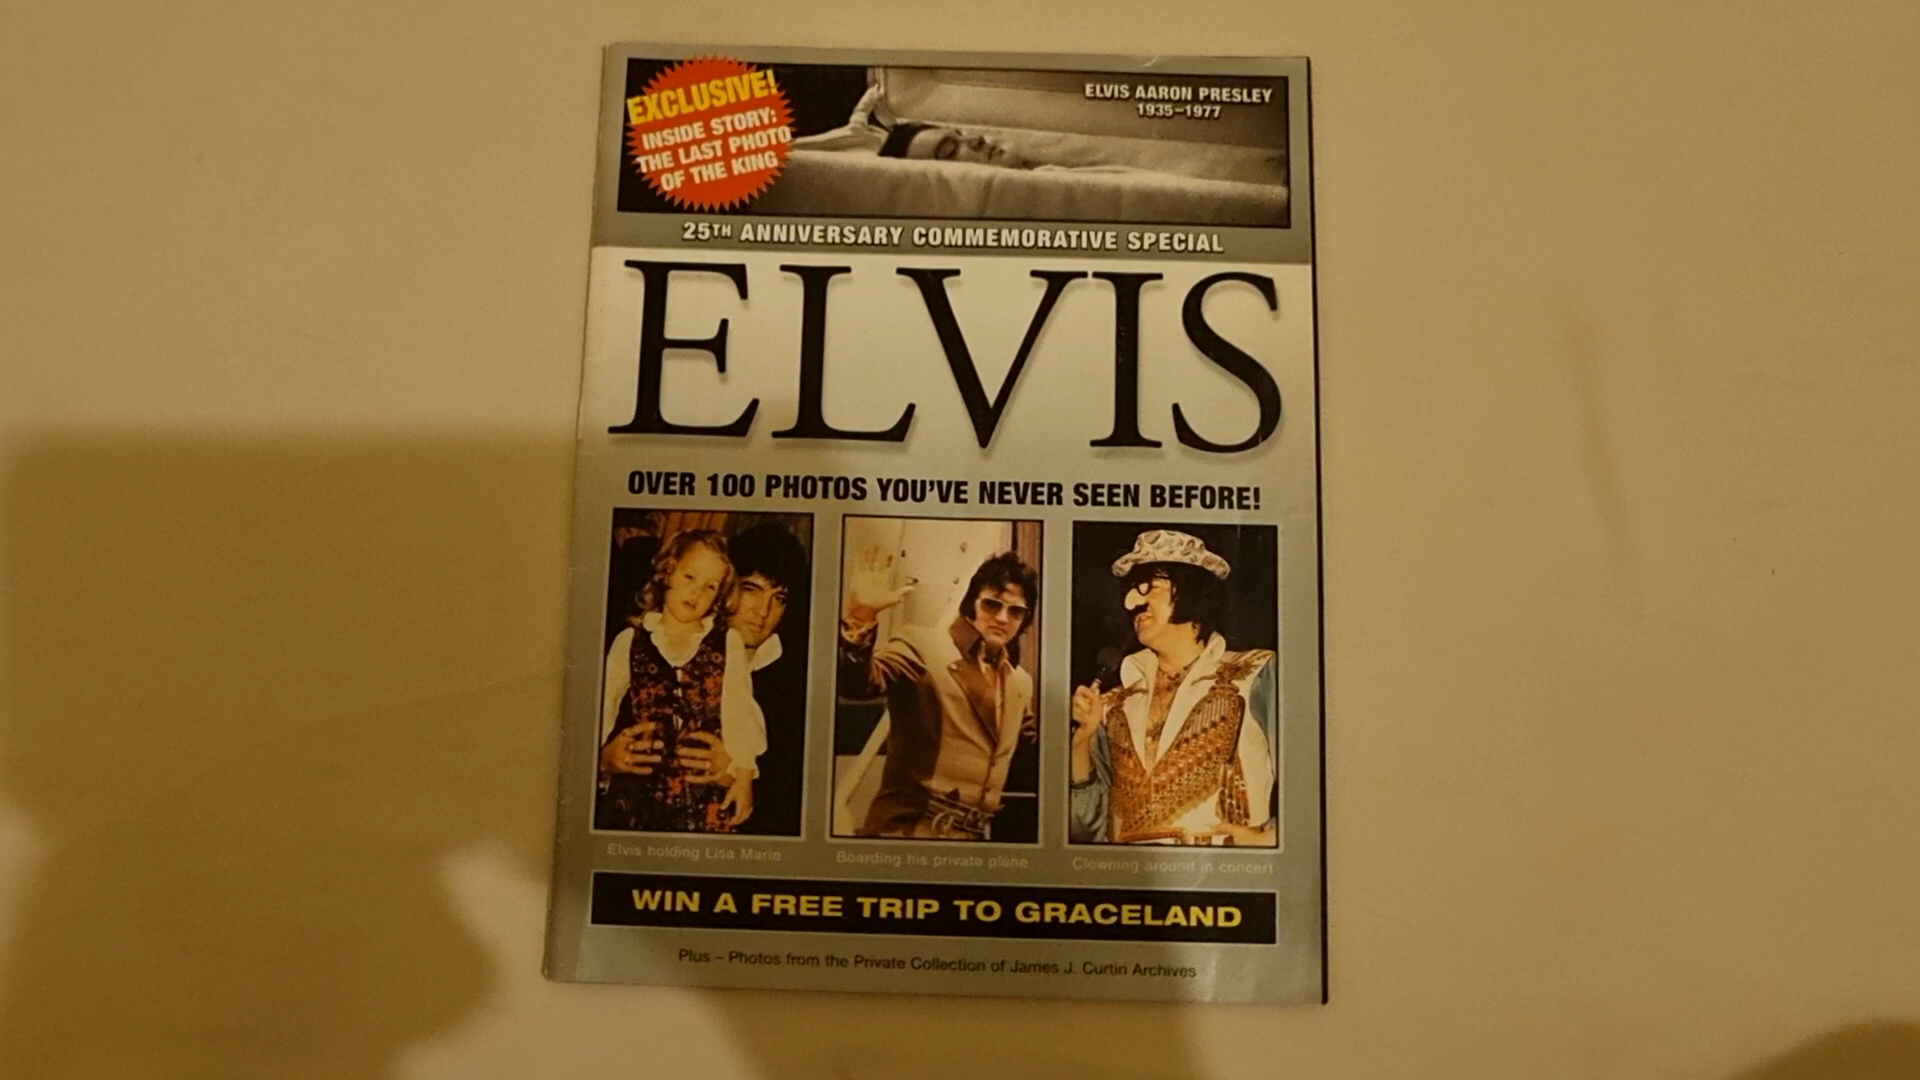 EXCLUSIVE!
INSIDE STORY:
THE LAST PHOTO
OF THE KING
ELVIS AARON PRESLEY
1935–1977
25TH ANNIVERSARY COMMEMORATIVE SPECIAL
ELVIS
OVER 100 PHOTOS YOU'VE NEVER SEEN BEFORE!
Elvis holding Lisa Marie
Boarding his private plane
Clowning around in concert
WIN A FREE TRIP TO GRACELAND
Plus – Photos from the Private Collection of James J. Curtin Archives